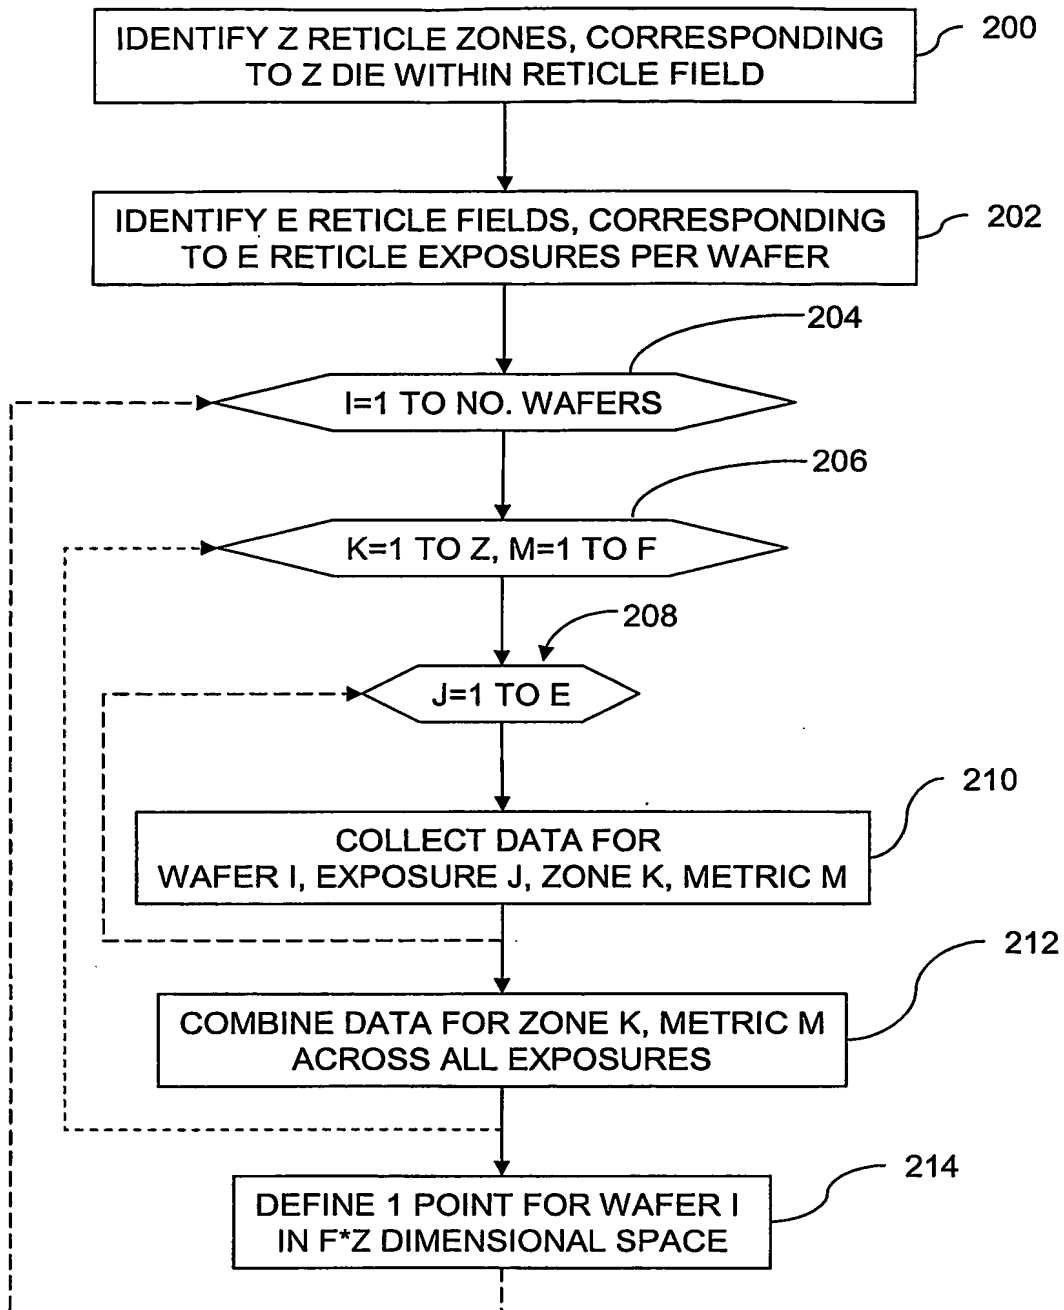 IDENTIFY Z RETICLE ZONES, CORRESPONDING
TO Z DIE WITHIN RETICLE FIELD
200
IDENTIFY E RETICLE FIELDS, CORRESPONDING
TO E RETICLE EXPOSURES PER WAFER
202
204
I=1 TO NO. WAFERS
206
K=1 TO Z, M=1 TO F
208
J=1 TO E
210
COLLECT DATA FOR
WAFER I, EXPOSURE J, ZONE K, METRIC M
212
COMBINE DATA FOR ZONE K, METRIC M
ACROSS ALL EXPOSURES
214
DEFINE 1 POINT FOR WAFER I
IN F*Z DIMENSIONAL SPACE